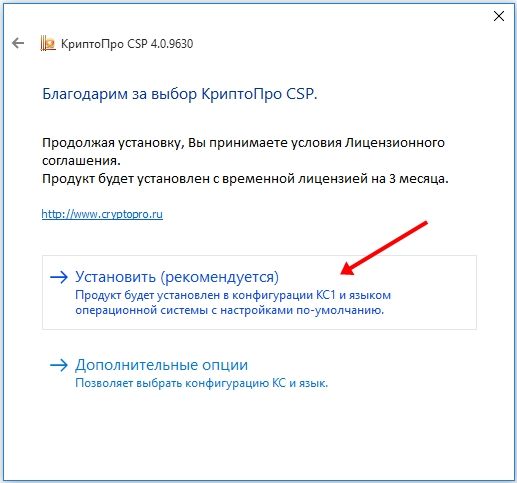 КриптоПро CSP 4.0.9630
Благодарим за выбор КриптоПро CSP.
Продолжая установку, Вы принимаете условия Лицензионного
соглашения.
Продукт будет установлен с временной лицензией на 3 месяца.
http://www.cryptopro.ru
Установить (рекомендуется)
Продукт будет установлен в конфигурации КС1 и языком
операционной системы с настройками по-умолчанию.
Дополнительные опции
Позволяет выбрать конфигурацию КС и язык.